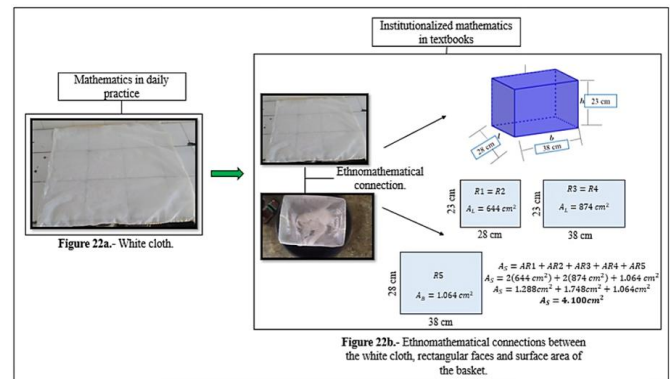 Institutionalized mathematics
in textbooks
Mathematics in daily
practice
Figure 22a.- White cloth.
Ethnomathematical
connection.
h
23 cm
l
28 cm
b
38 cm
23 cm
R1 = R2
A_L = 644 cm²
28 cm
23 cm
R3 = R4
A_L = 874 cm²
38 cm
28 cm
R5
A_B = 1.064 cm²
38 cm
A_S = AR1 + AR2 + AR3 + AR4 + AR5
A_S = 2(644 cm²) + 2(874 cm²) + 1.064 cm²
A_S = 1.288cm² + 1.748cm² + 1.064cm²
A_S = 4.100cm²
Figure 22b.- Ethnomathematical connections between
the white cloth, rectangular faces and surface area of
the basket.